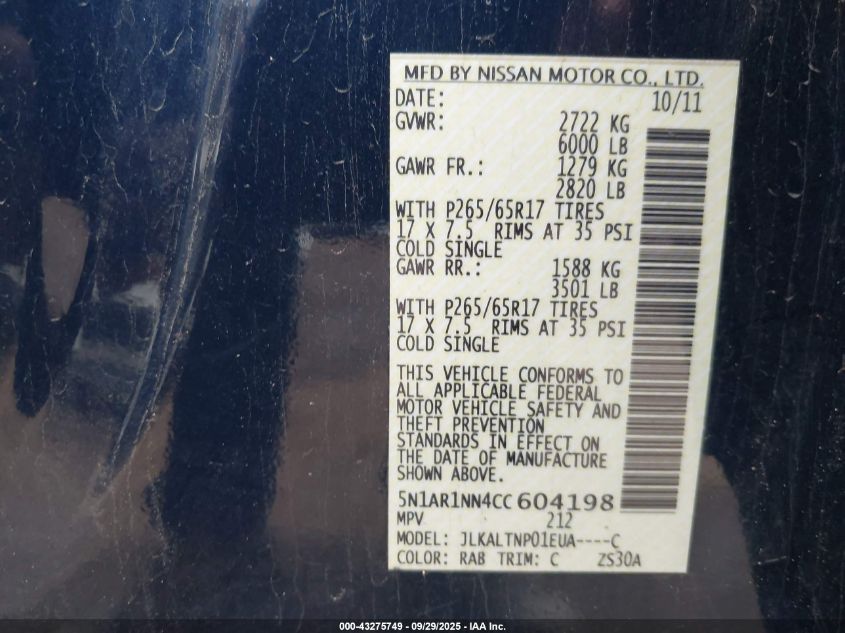 MFD BY NISSAN MOTOR CO., LTD.
DATE: 10/11
GVWR: 2722 KG
6000 LB
GAWR FR.: 1279 KG
2820 LB
WITH P265/65R17 TIRES
17 X 7.5 RIMS AT 35 PSI
COLD SINGLE
GAWR RR.: 1588 KG
3501 LB
WITH P265/65R17 TIRES
17 X 7.5 RIMS AT 35 PSI
COLD SINGLE
THIS VEHICLE CONFORMS TO
ALL APPLICABLE FEDERAL
MOTOR VEHICLE SAFETY AND
THEFT PREVENTION
STANDARDS IN EFFECT ON
THE DATE OF MANUFACTURE
SHOWN ABOVE.
5N1AR1NN4CC604198
MPV 212
MODEL: JLKALTNP01EUA----C
COLOR: RAB TRIM: C ZS30A
000-43275749 - 09/29/2025 - IAA Inc.